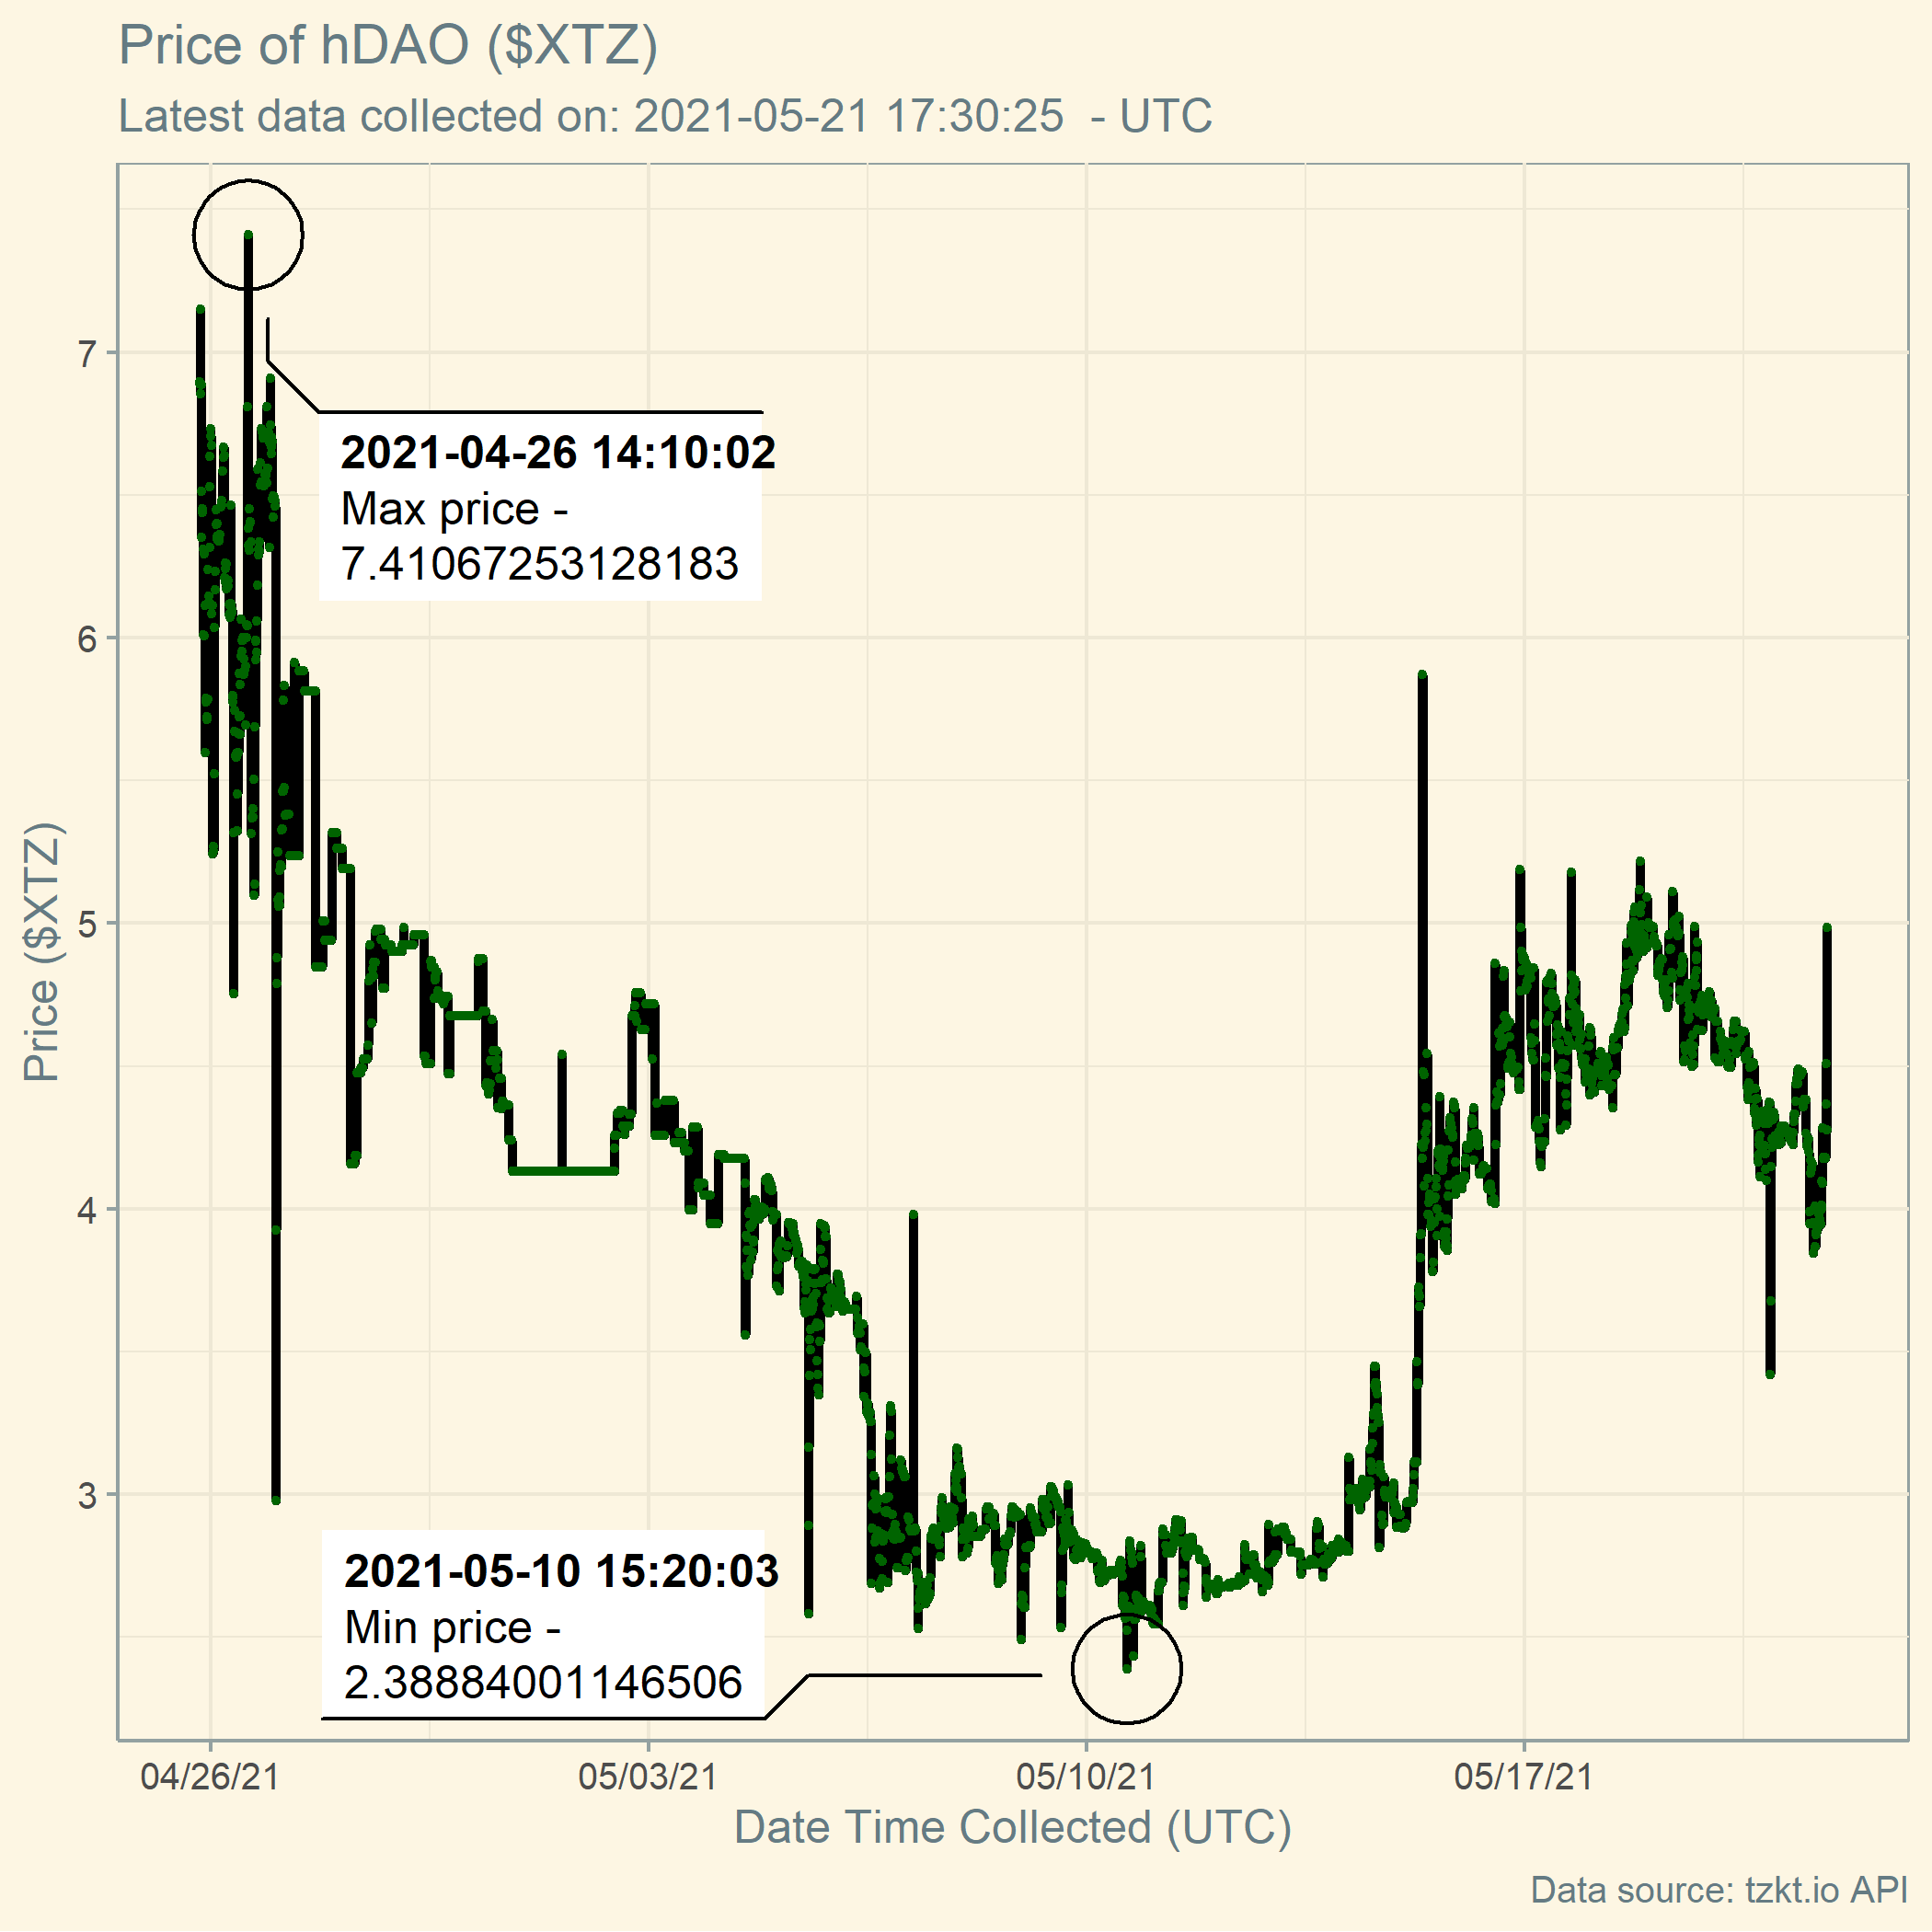 Price of hDAO ($XTZ)
Latest data collected on: 2021-05-21 17:30:25  - UTC
Price ($XTZ)
7
6
5
4
3
2021-04-26 14:10:02
Max price -
7.41067253128183
2021-05-10 15:20:03
Min price -
2.38884001146506
04/26/21
05/03/21
05/10/21
05/17/21
Date Time Collected (UTC)
Data source: tzkt.io API